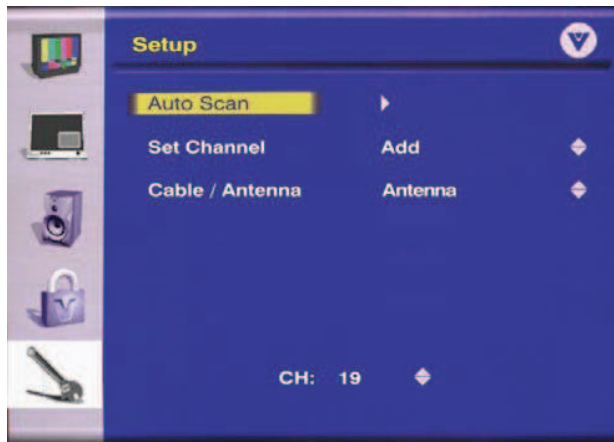 Setup
Auto Scan
Set Channel Add
Cable / Antenna Antenna
CH: 19